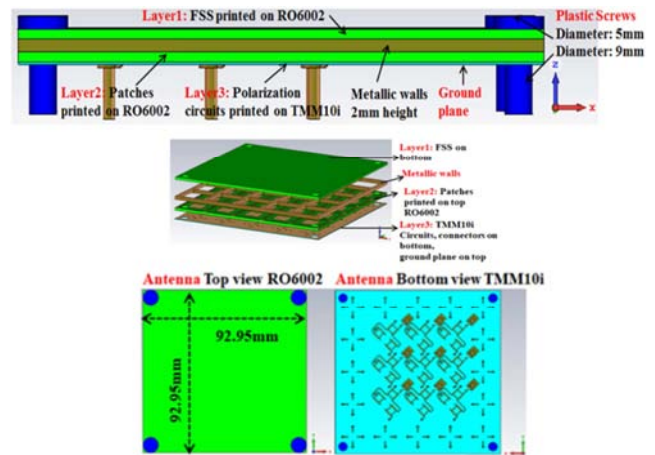 Layer1: FSS printed on RO6002
Plastic Screws
Diameter: 5mm
Diameter: 9mm
Layer2: Patches
printed on RO6002
Layer3: Polarization
circuits printed on TMM10i
Metallic walls
2mm height
Ground
plane
z
x
Layer1: FSS on
bottom
Metallic walls
Layer2: Patches
printed on top
RO6002
Layer3: TMM10i
Circuits, connectors on
bottom,
ground plane on top
Antenna Top view RO6002
Antenna Bottom view TMM10i
92.95mm
92.95mm